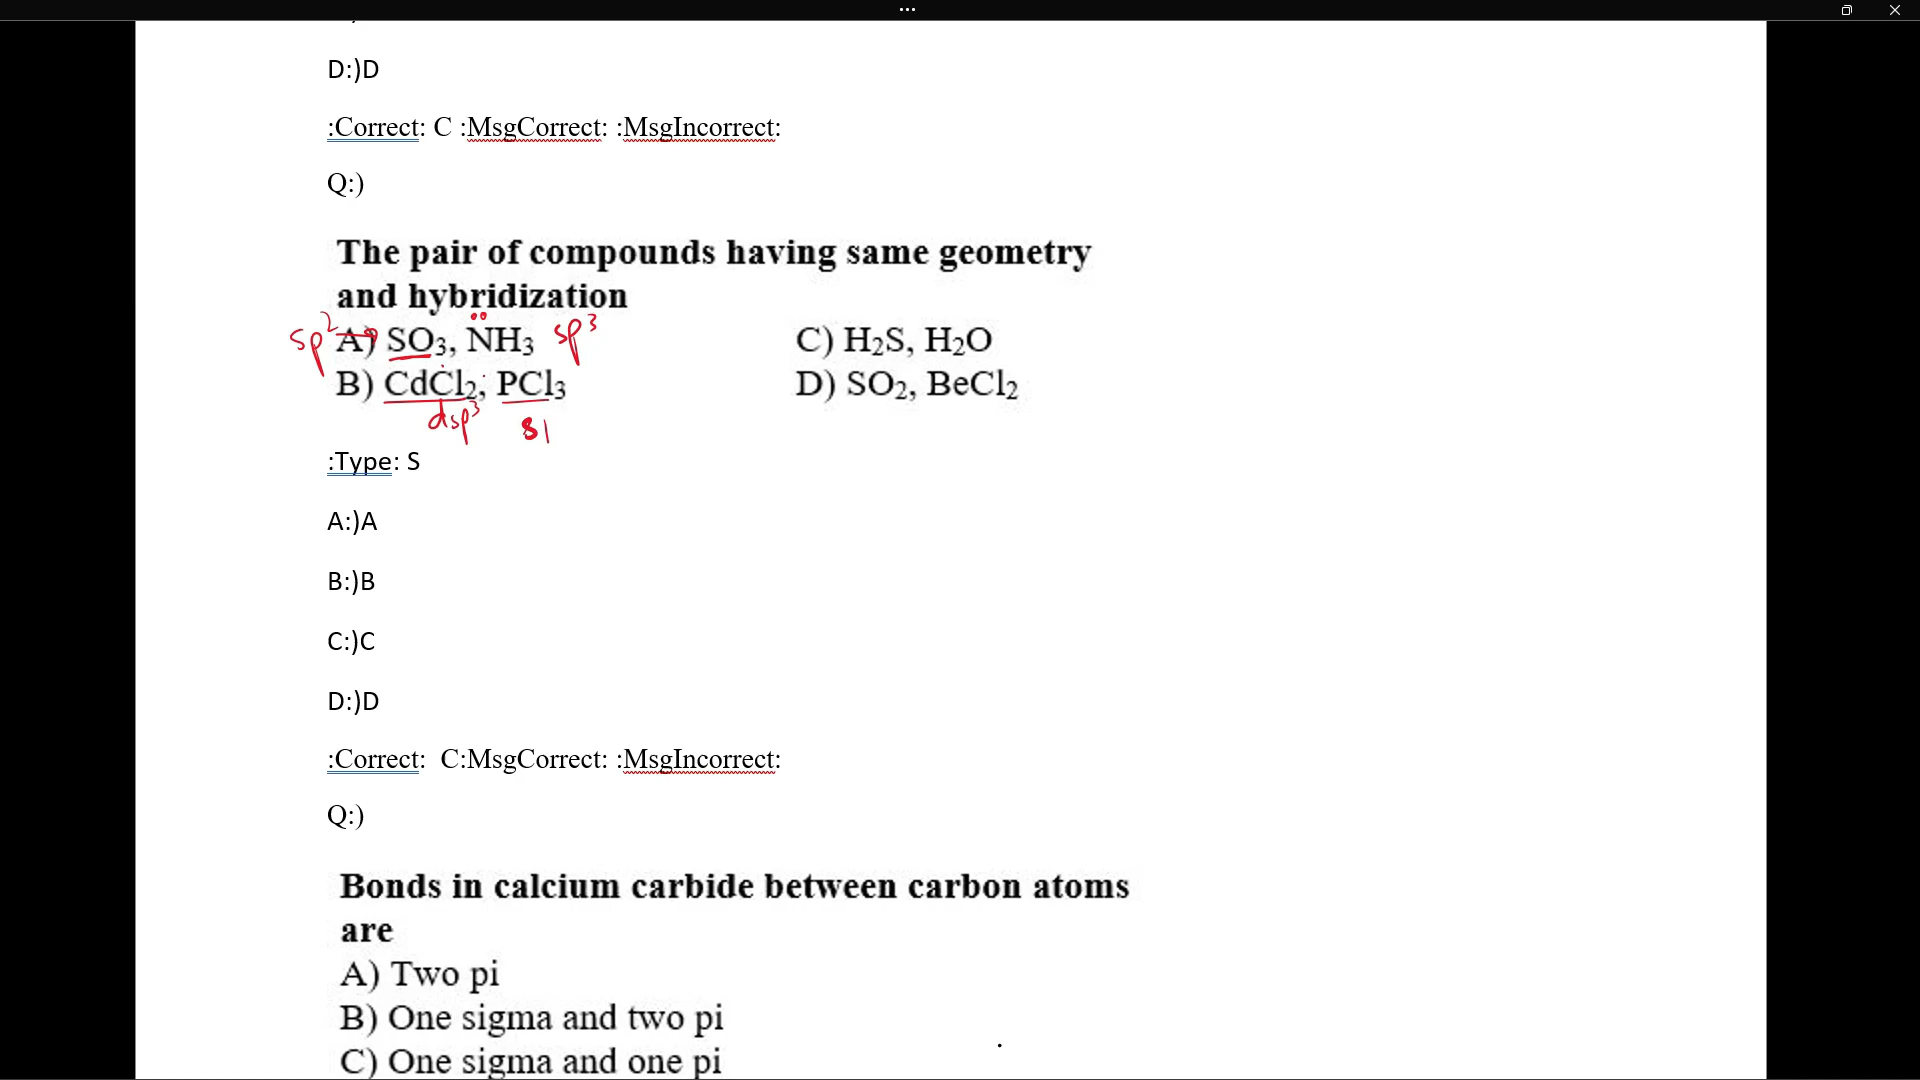 D:)D
:Correct: C :MsgCorrect: :MsgIncorrect:
Q:)
The pair of compounds having same geometry
and hybridization
sp² A) SO₃, NH₃ sp³
C) H₂S, H₂O
B) CdCl₂, PCl₃
D) SO₂, BeCl₂
dsp³
:Type: S
A:)A
B:)B
C:)C
D:)D
:Correct: C:MsgCorrect: :MsgIncorrect:
Q:)
Bonds in calcium carbide between carbon atoms
are
A) Two pi
B) One sigma and two pi
C) One sigma and one pi